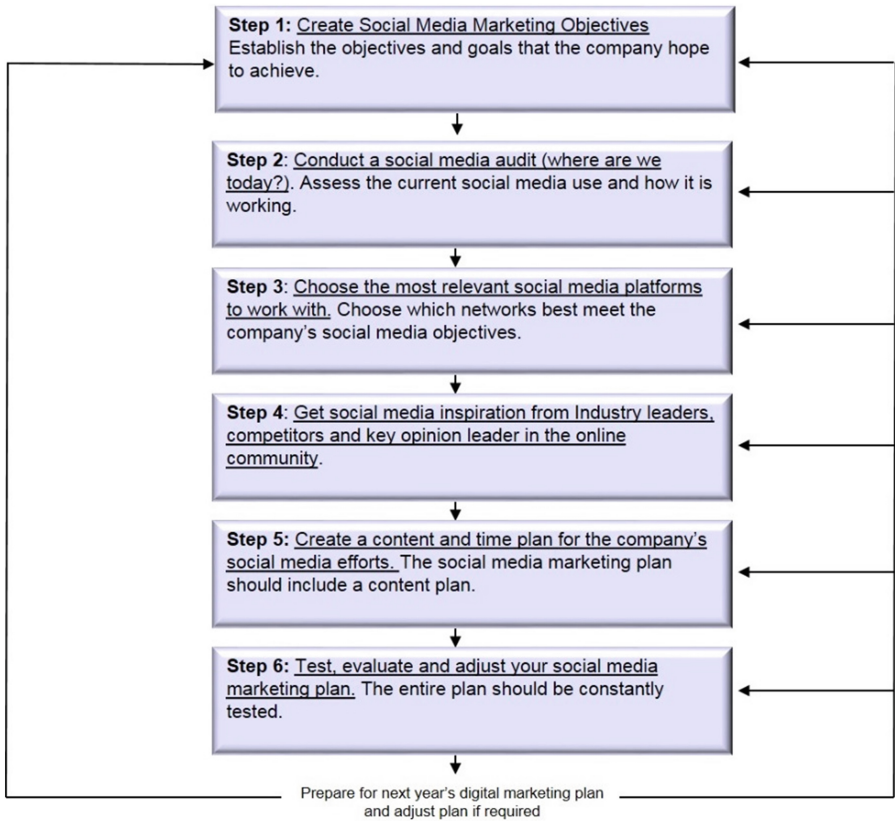 Step 1: Create Social Media Marketing Objectives
Establish the objectives and goals that the company hope
to achieve.
Step 2: Conduct a social media audit (where are we
today?). Assess the current social media use and how it is
working.
Step 3: Choose the most relevant social media platforms
to work with. Choose which networks best meet the
company's social media objectives.
Step 4: Get social media inspiration from Industry leaders,
competitors and key opinion leader in the online
community.
Step 5: Create a content and time plan for the company's
social media efforts. The social media marketing plan
should include a content plan.
Step 6: Test, evaluate and adjust your social media
marketing plan. The entire plan should be constantly
tested.
Prepare for next year's digital marketing plan
and adjust plan if required